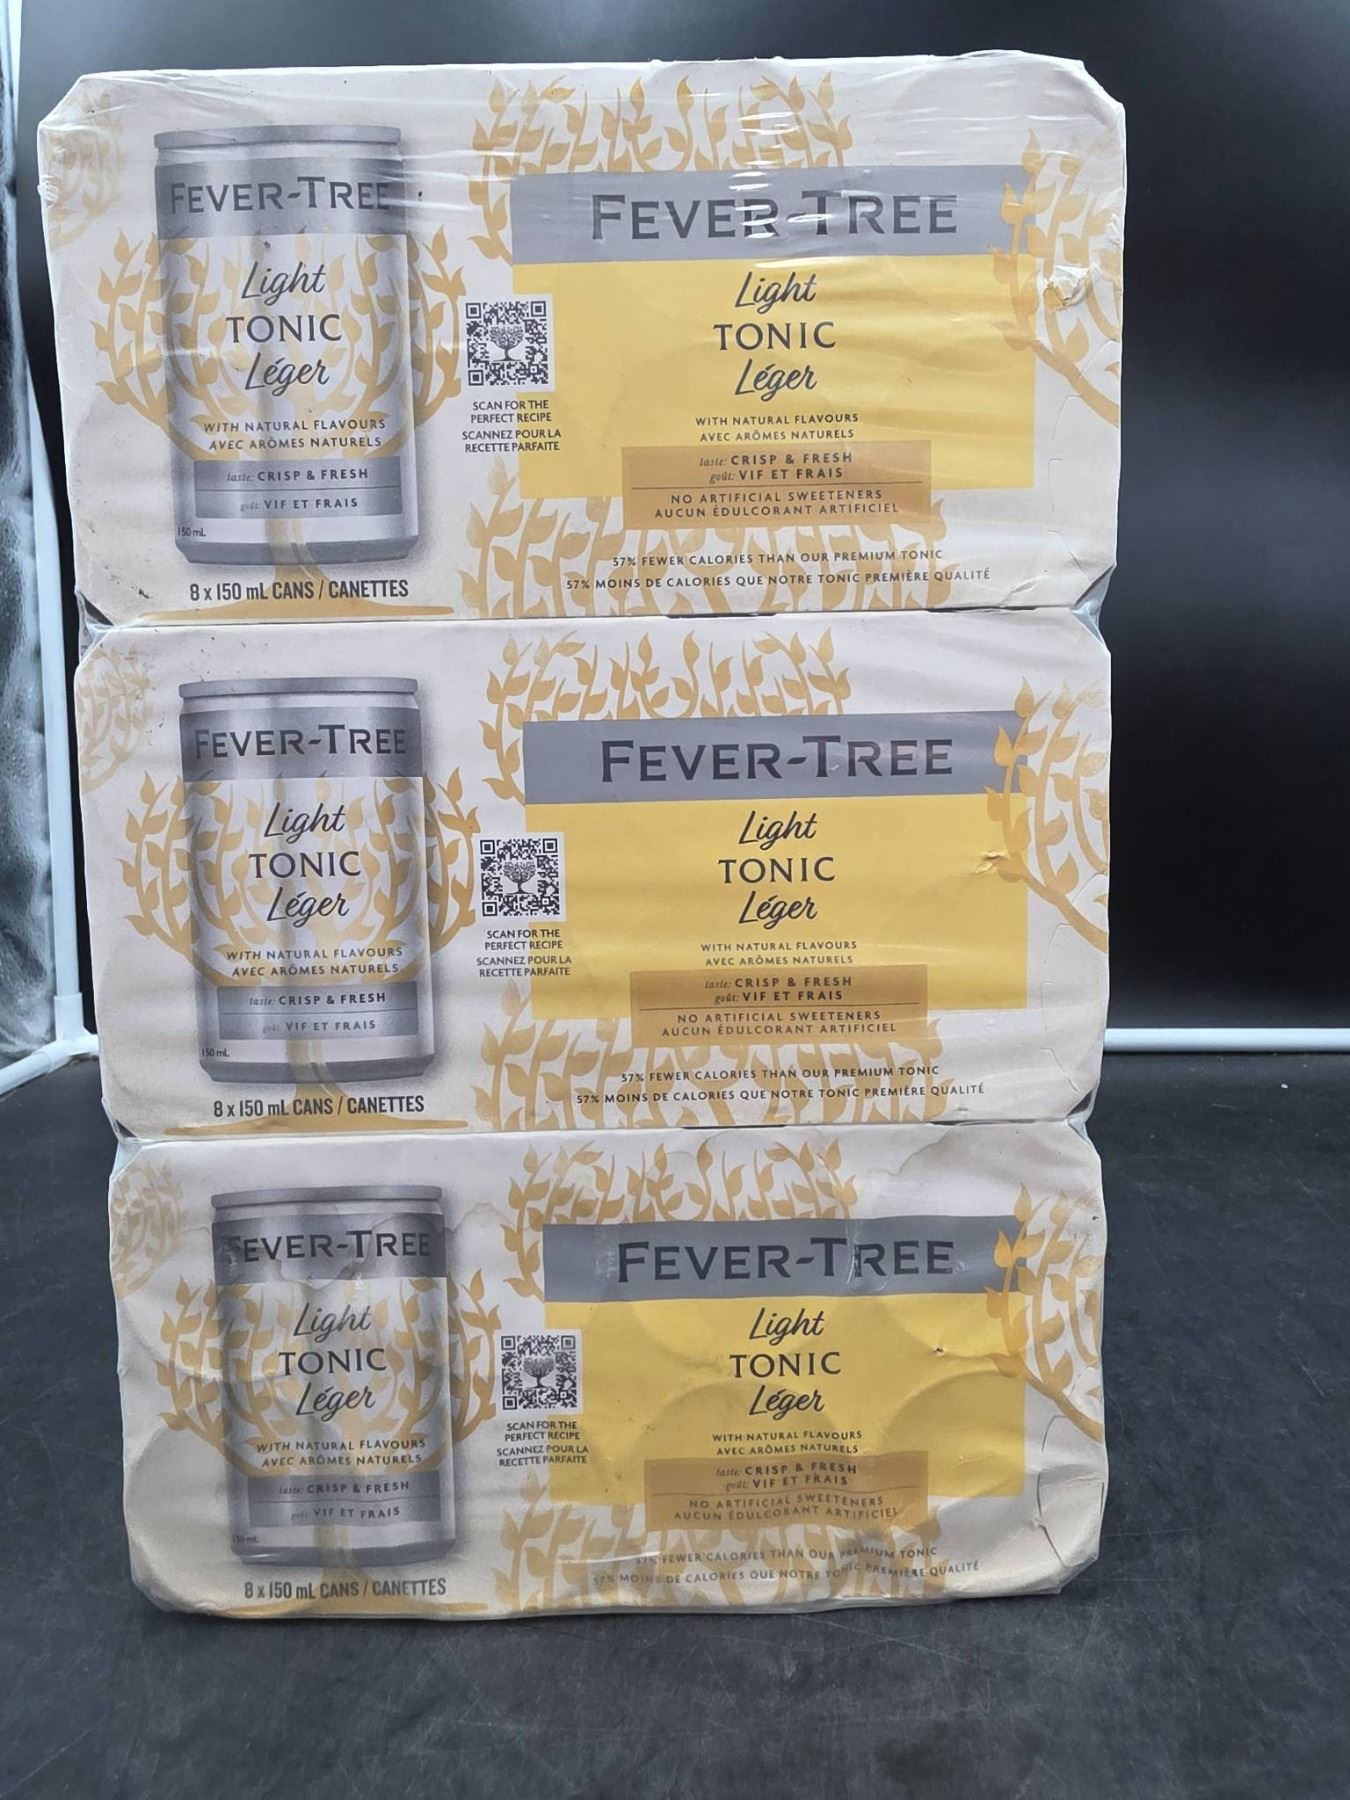 FEVER-TREE
Light
TONIC
Léger
WITH NATURAL FLAVOURS
AVEC ARÔMES NATURELS
taste: CRISP & FRESH
goût: VIF ET FRAIS
150 mL
8 x 150 mL CANS / CANETTES
SCAN FOR THE
PERFECT RECIPE
SCANNEZ POUR LA
RECETTE PARFAITE
FEVER-TREE
Light
TONIC
Léger
WITH NATURAL FLAVOURS
AVEC ARÔMES NATURELS
taste: CRISP & FRESH
goût: VIF ET FRAIS
NO ARTIFICIAL SWEETENERS
AUCUN ÉDULCORANT ARTIFICIEL
57% FEWER CALORIES THAN OUR PREMIUM TONIC
57% MOINS DE CALORIES QUE NOTRE TONIC PREMIÈRE QUALITÉ
FEVER-TREE
Light
TONIC
Léger
WITH NATURAL FLAVOURS
AVEC ARÔMES NATURELS
taste: CRISP & FRESH
goût: VIF ET FRAIS
150 mL
8 x 150 mL CANS / CANETTES
SCAN FOR THE
PERFECT RECIPE
SCANNEZ POUR LA
RECETTE PARFAITE
FEVER-TREE
Light
TONIC
Léger
WITH NATURAL FLAVOURS
AVEC ARÔMES NATURELS
taste: CRISP & FRESH
goût: VIF ET FRAIS
NO ARTIFICIAL SWEETENERS
AUCUN ÉDULCORANT ARTIFICIEL
57% FEWER CALORIES THAN OUR PREMIUM TONIC
57% MOINS DE CALORIES QUE NOTRE TONIC PREMIÈRE QUALITÉ
FEVER-TREE
Light
TONIC
Léger
WITH NATURAL FLAVOURS
AVEC ARÔMES NATURELS
taste: CRISP & FRESH
goût: VIF ET FRAIS
150 mL
8 x 150 mL CANS / CANETTES
SCAN FOR THE
PERFECT RECIPE
SCANNEZ POUR LA
RECETTE PARFAITE
FEVER-TREE
Light
TONIC
Léger
WITH NATURAL FLAVOURS
AVEC ARÔMES NATURELS
taste: CRISP & FRESH
goût: VIF ET FRAIS
NO ARTIFICIAL SWEETENERS
AUCUN ÉDULCORANT ARTIFICIEL
57% FEWER CALORIES THAN OUR PREMIUM TONIC
57% MOINS DE CALORIES QUE NOTRE TONIC PREMIÈRE QUALITÉ